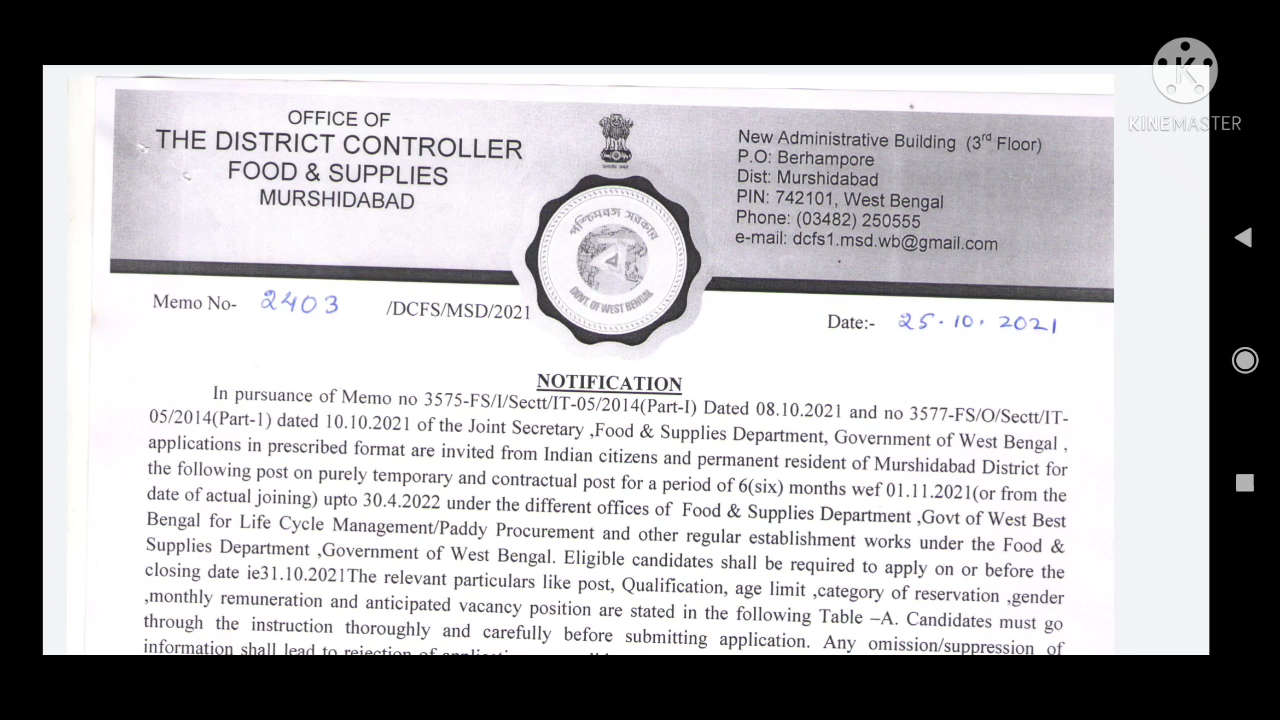 OFFICE OF
THE DISTRICT CONTROLLER
FOOD & SUPPLIES
MURSHIDABAD
New Administrative Building (3rd Floor)
P.O: Berhampore
Dist: Murshidabad
PIN: 742101, West Bengal
Phone: (03482) 250555
e-mail: dcfs1.msd.wb@gmail.com
KINEMASTER
পশ্চিমবঙ্গ সরকার
ব
GOVT. OF WEST BENGAL
Memo No- 2403 /DCFS/MSD/2021
Date:- 25.10.2021
NOTIFICATION
In pursuance of Memo no 3575-FS/I/Sectt/IT-05/2014(Part-I) Dated 08.10.2021 and no 3577-FS/O/Sectt/IT-
05/2014(Part-1) dated 10.10.2021 of the Joint Secretary ,Food & Supplies Department, Government of West Bengal ,
applications in prescribed format are invited from Indian citizens and permanent resident of Murshidabad District for
the following post on purely temporary and contractual post for a period of 6(six) months wef 01.11.2021(or from the
date of actual joining) upto 30.4.2022 under the different offices of Food & Supplies Department ,Govt of West Best
Bengal for Life Cycle Management/Paddy Procurement and other regular establishment works under the Food &
Supplies Department ,Government of West Bengal. Eligible candidates shall be required to apply on or before the
closing date ie31.10.2021The relevant particulars like post, Qualification, age limit ,category of reservation ,gender
,monthly remuneration and anticipated vacancy position are stated in the following Table –A. Candidates must go
through the instruction thoroughly and carefully before submitting application. Any omission/suppression of
information shall lead to rejection of